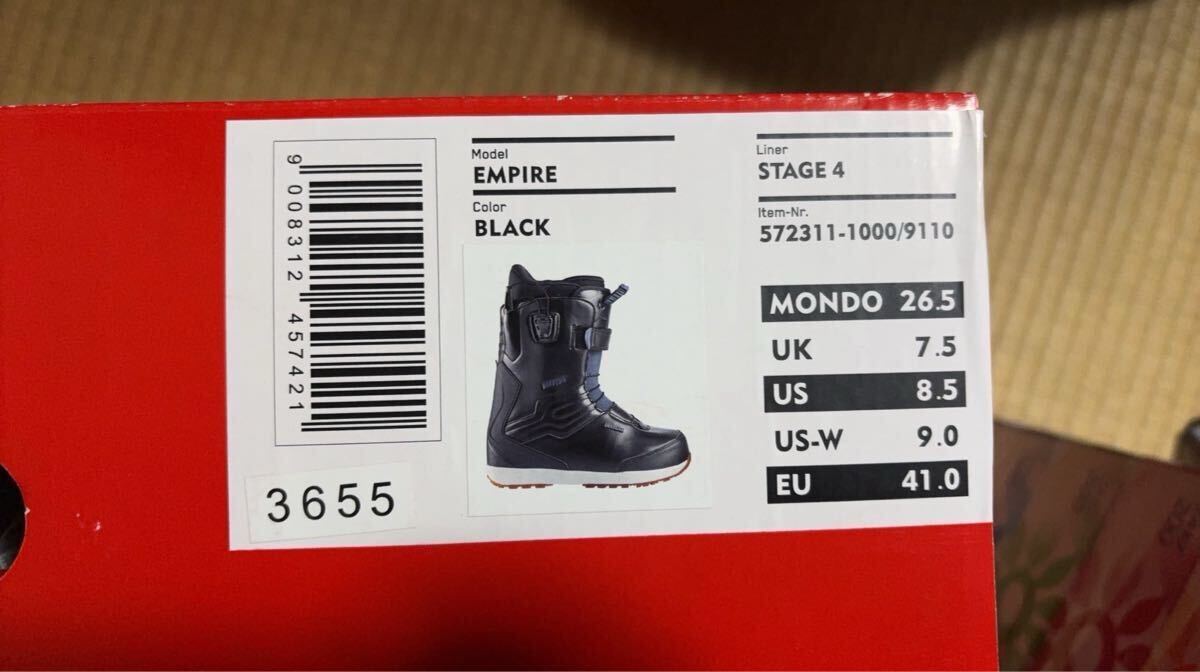 9 008312 457421
3655
Model
EMPIRE
Color
BLACK
Liner
STAGE 4
Item-Nr.
572311-1000/9110
MONDO 26.5
UK 7.5
US 8.5
US-W 9.0
EU 41.0